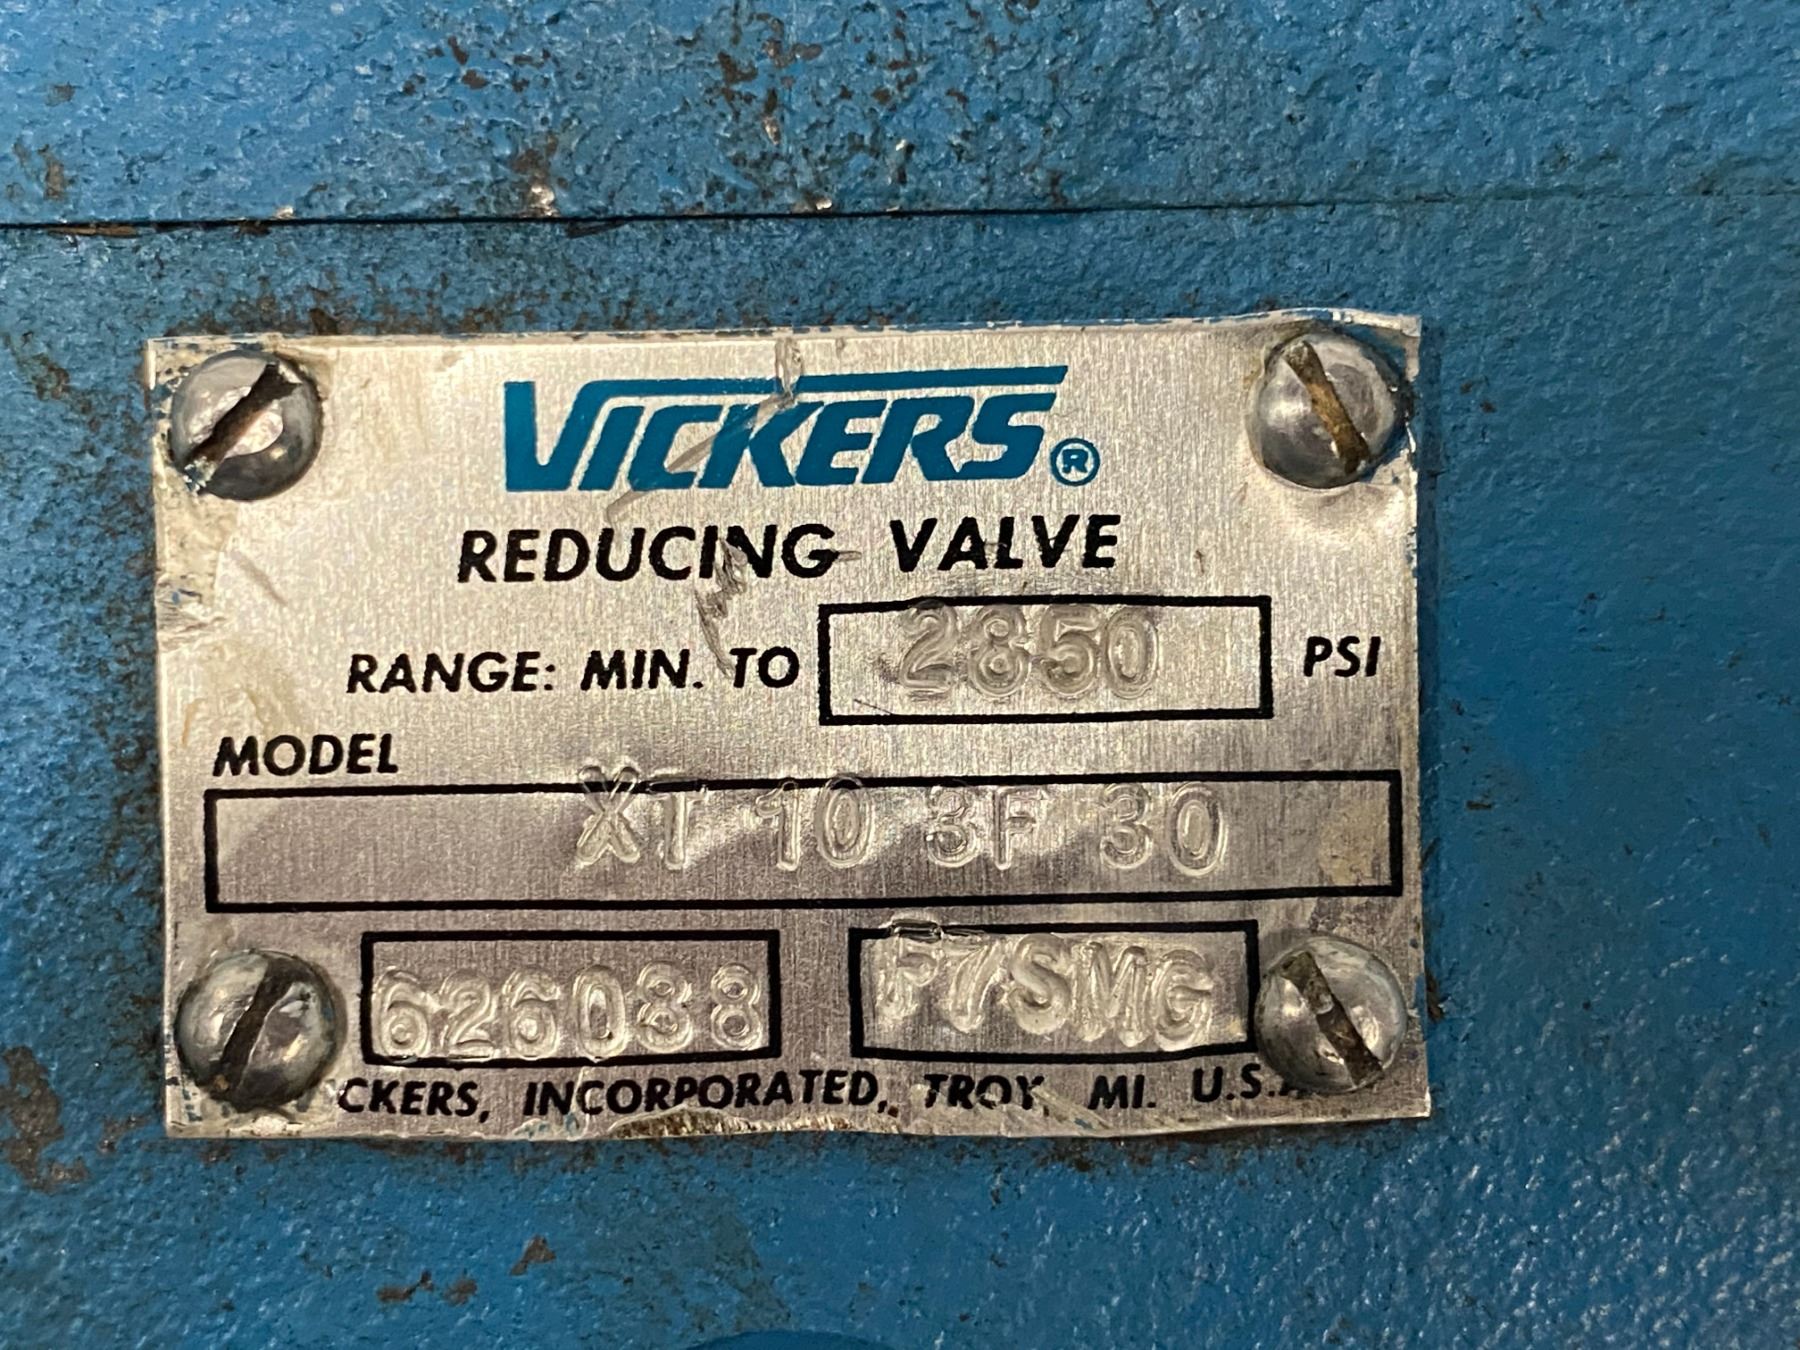 VICKERS®
REDUCING VALVE
RANGE: MIN. TO 2850 PSI
MODEL
XT 10 3F 30
626088 F7SMG
CKERS, INCORPORATED, TROY, MI. U.S.A